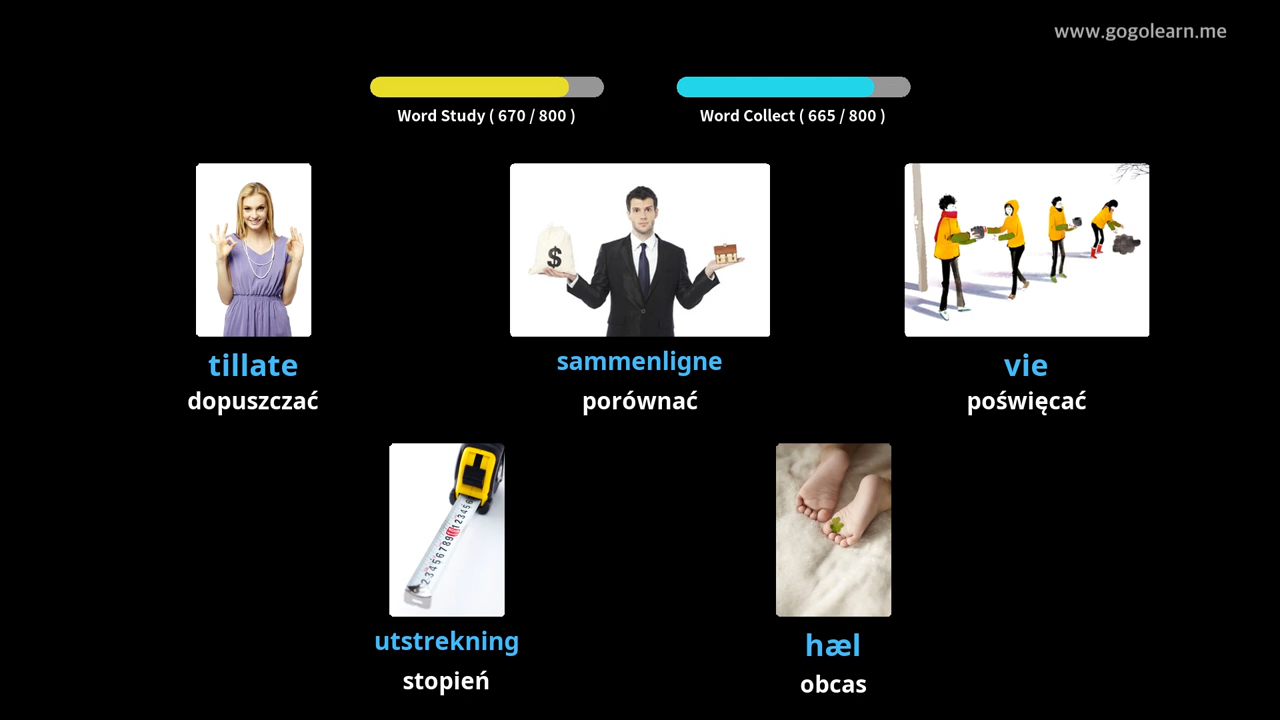 www.gogolearn.me
Word Study ( 670 / 800 )
Word Collect ( 665 / 800 )
$
tillate
dopuszczać
sammenligne
porównać
vie
poświęcać
utstrekning
stopień
hæl
obcas